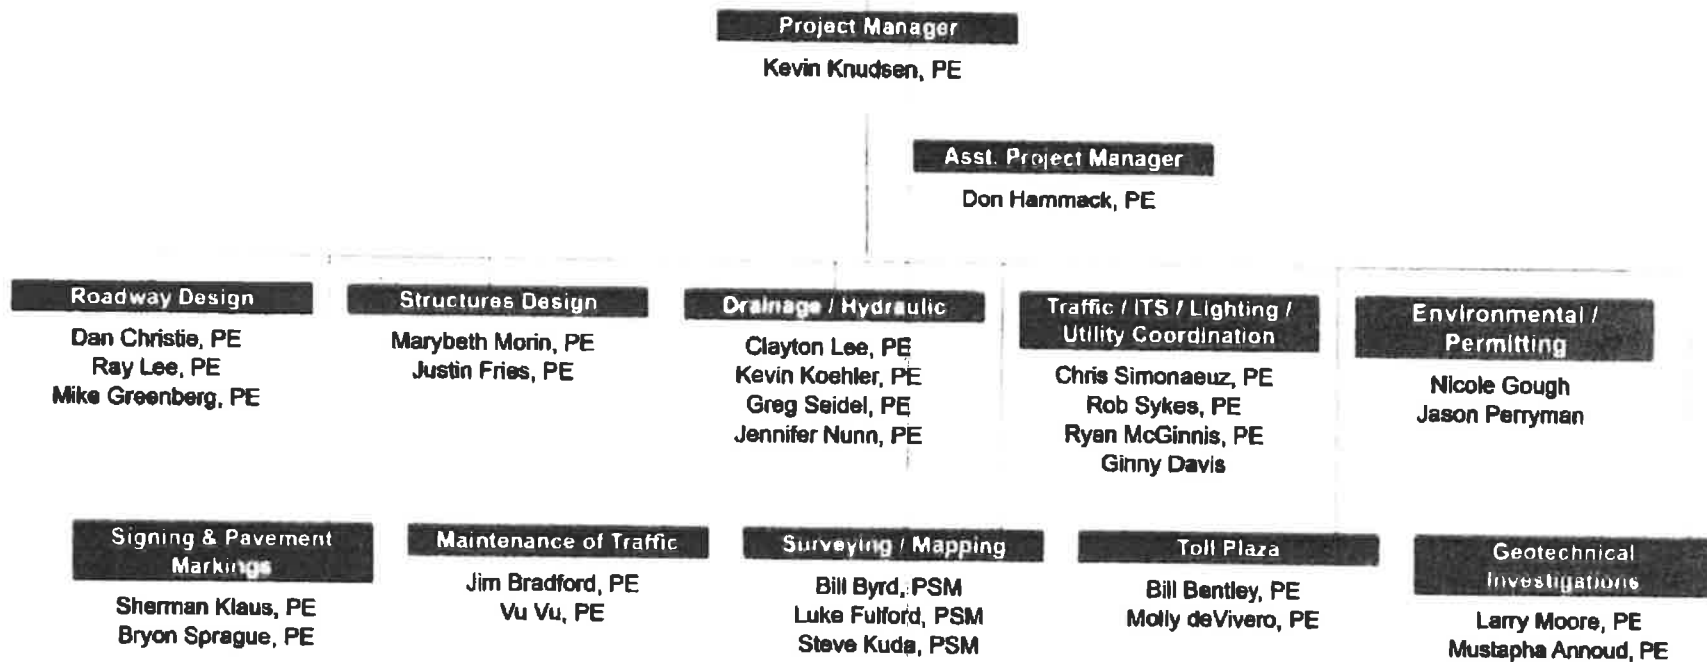 Project Manager
Kevin Knudsen, PE
Asst. Project Manager
Don Hammack, PE
Roadway Design
Dan Christie, PE
Ray Lee, PE
Mike Greenberg, PE
Structures Design
Marybeth Morin, PE
Justin Fries, PE
Drainage / Hydraulic
Clayton Lee, PE
Kevin Koehler, PE
Greg Seidel, PE
Jennifer Nunn, PE
Traffic / ITS / Lighting /
Utility Coordination
Chris Simonaeuz, PE
Rob Sykes, PE
Ryan McGinnis, PE
Ginny Davis
Environmental /
Permitting
Nicole Gough
Jason Perryman
Signing & Pavement
Markings
Sherman Klaus, PE
Bryon Sprague, PE
Maintenance of Traffic
Jim Bradford, PE
Vu Vu, PE
Surveying / Mapping
Bill Byrd, PSM
Luke Fulford, PSM
Steve Kuda, PSM
Toll Plaza
Bill Bentley, PE
Molly deVivero, PE
Geotechnical
Investigations
Larry Moore, PE
Mustapha Annoud, PE